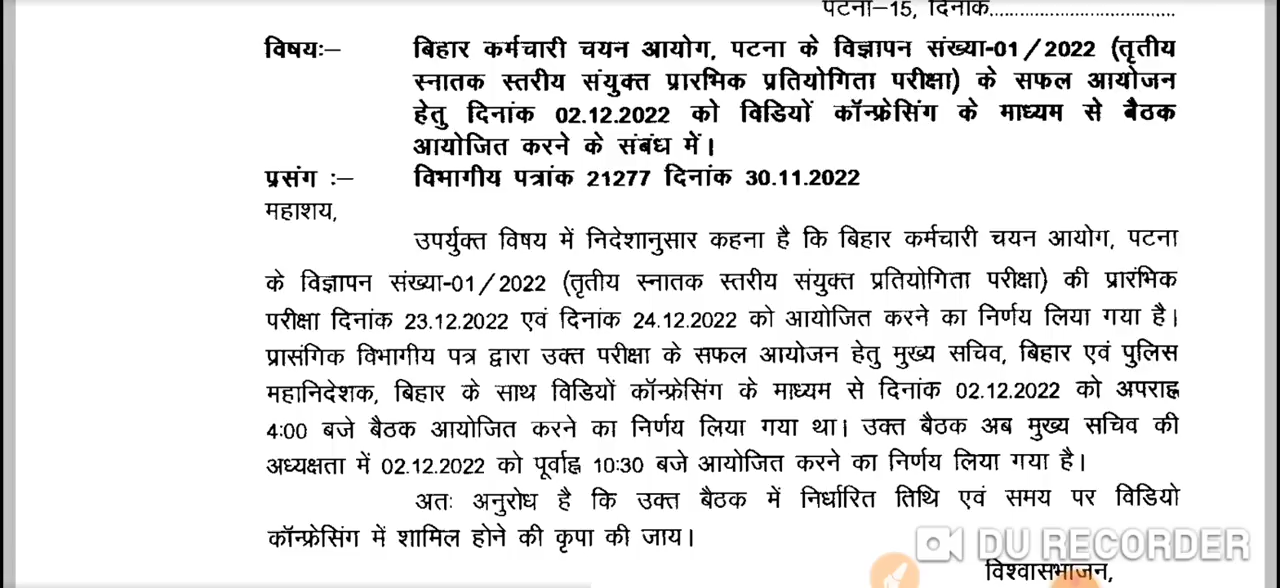 पटना–15, दिनांक....................................
विषयः– बिहार कर्मचारी चयन आयोग, पटना के विज्ञापन संख्या-01/2022 (तृतीय
स्नातक स्तरीय संयुक्त प्रारंभिक प्रतियोगिता परीक्षा) के सफल आयोजन
हेतु दिनांक 02.12.2022 को विडियों कॉन्फ्रेसिंग के माध्यम से बैठक
आयोजित करने के संबंध में।
प्रसंग :– विभागीय पत्रांक 21277 दिनांक 30.11.2022
महाशय,
उपर्युक्त विषय में निदेशानुसार कहना है कि बिहार कर्मचारी चयन आयोग, पटना
के विज्ञापन संख्या-01/2022 (तृतीय स्नातक स्तरीय संयुक्त प्रतियोगिता परीक्षा) की प्रारंभिक
परीक्षा दिनांक 23.12.2022 एवं दिनांक 24.12.2022 को आयोजित करने का निर्णय लिया गया है।
प्रासंगिक विभागीय पत्र द्वारा उक्त परीक्षा के सफल आयोजन हेतु मुख्य सचिव, बिहार एवं पुलिस
महानिदेशक, बिहार के साथ विडियों कॉन्फ्रेसिंग के माध्यम से दिनांक 02.12.2022 को अपराह्न
4:00 बजे बैठक आयोजित करने का निर्णय लिया गया था। उक्त बैठक अब मुख्य सचिव की
अध्यक्षता में 02.12.2022 को पूर्वाह्न 10:30 बजे आयोजित करने का निर्णय लिया गया है।
अतः अनुरोध है कि उक्त बैठक में निर्धारित तिथि एवं समय पर विडियो
कॉन्फ्रेसिंग में शामिल होने की कृपा की जाय।
DU RECORDER
विश्वासभाजन,